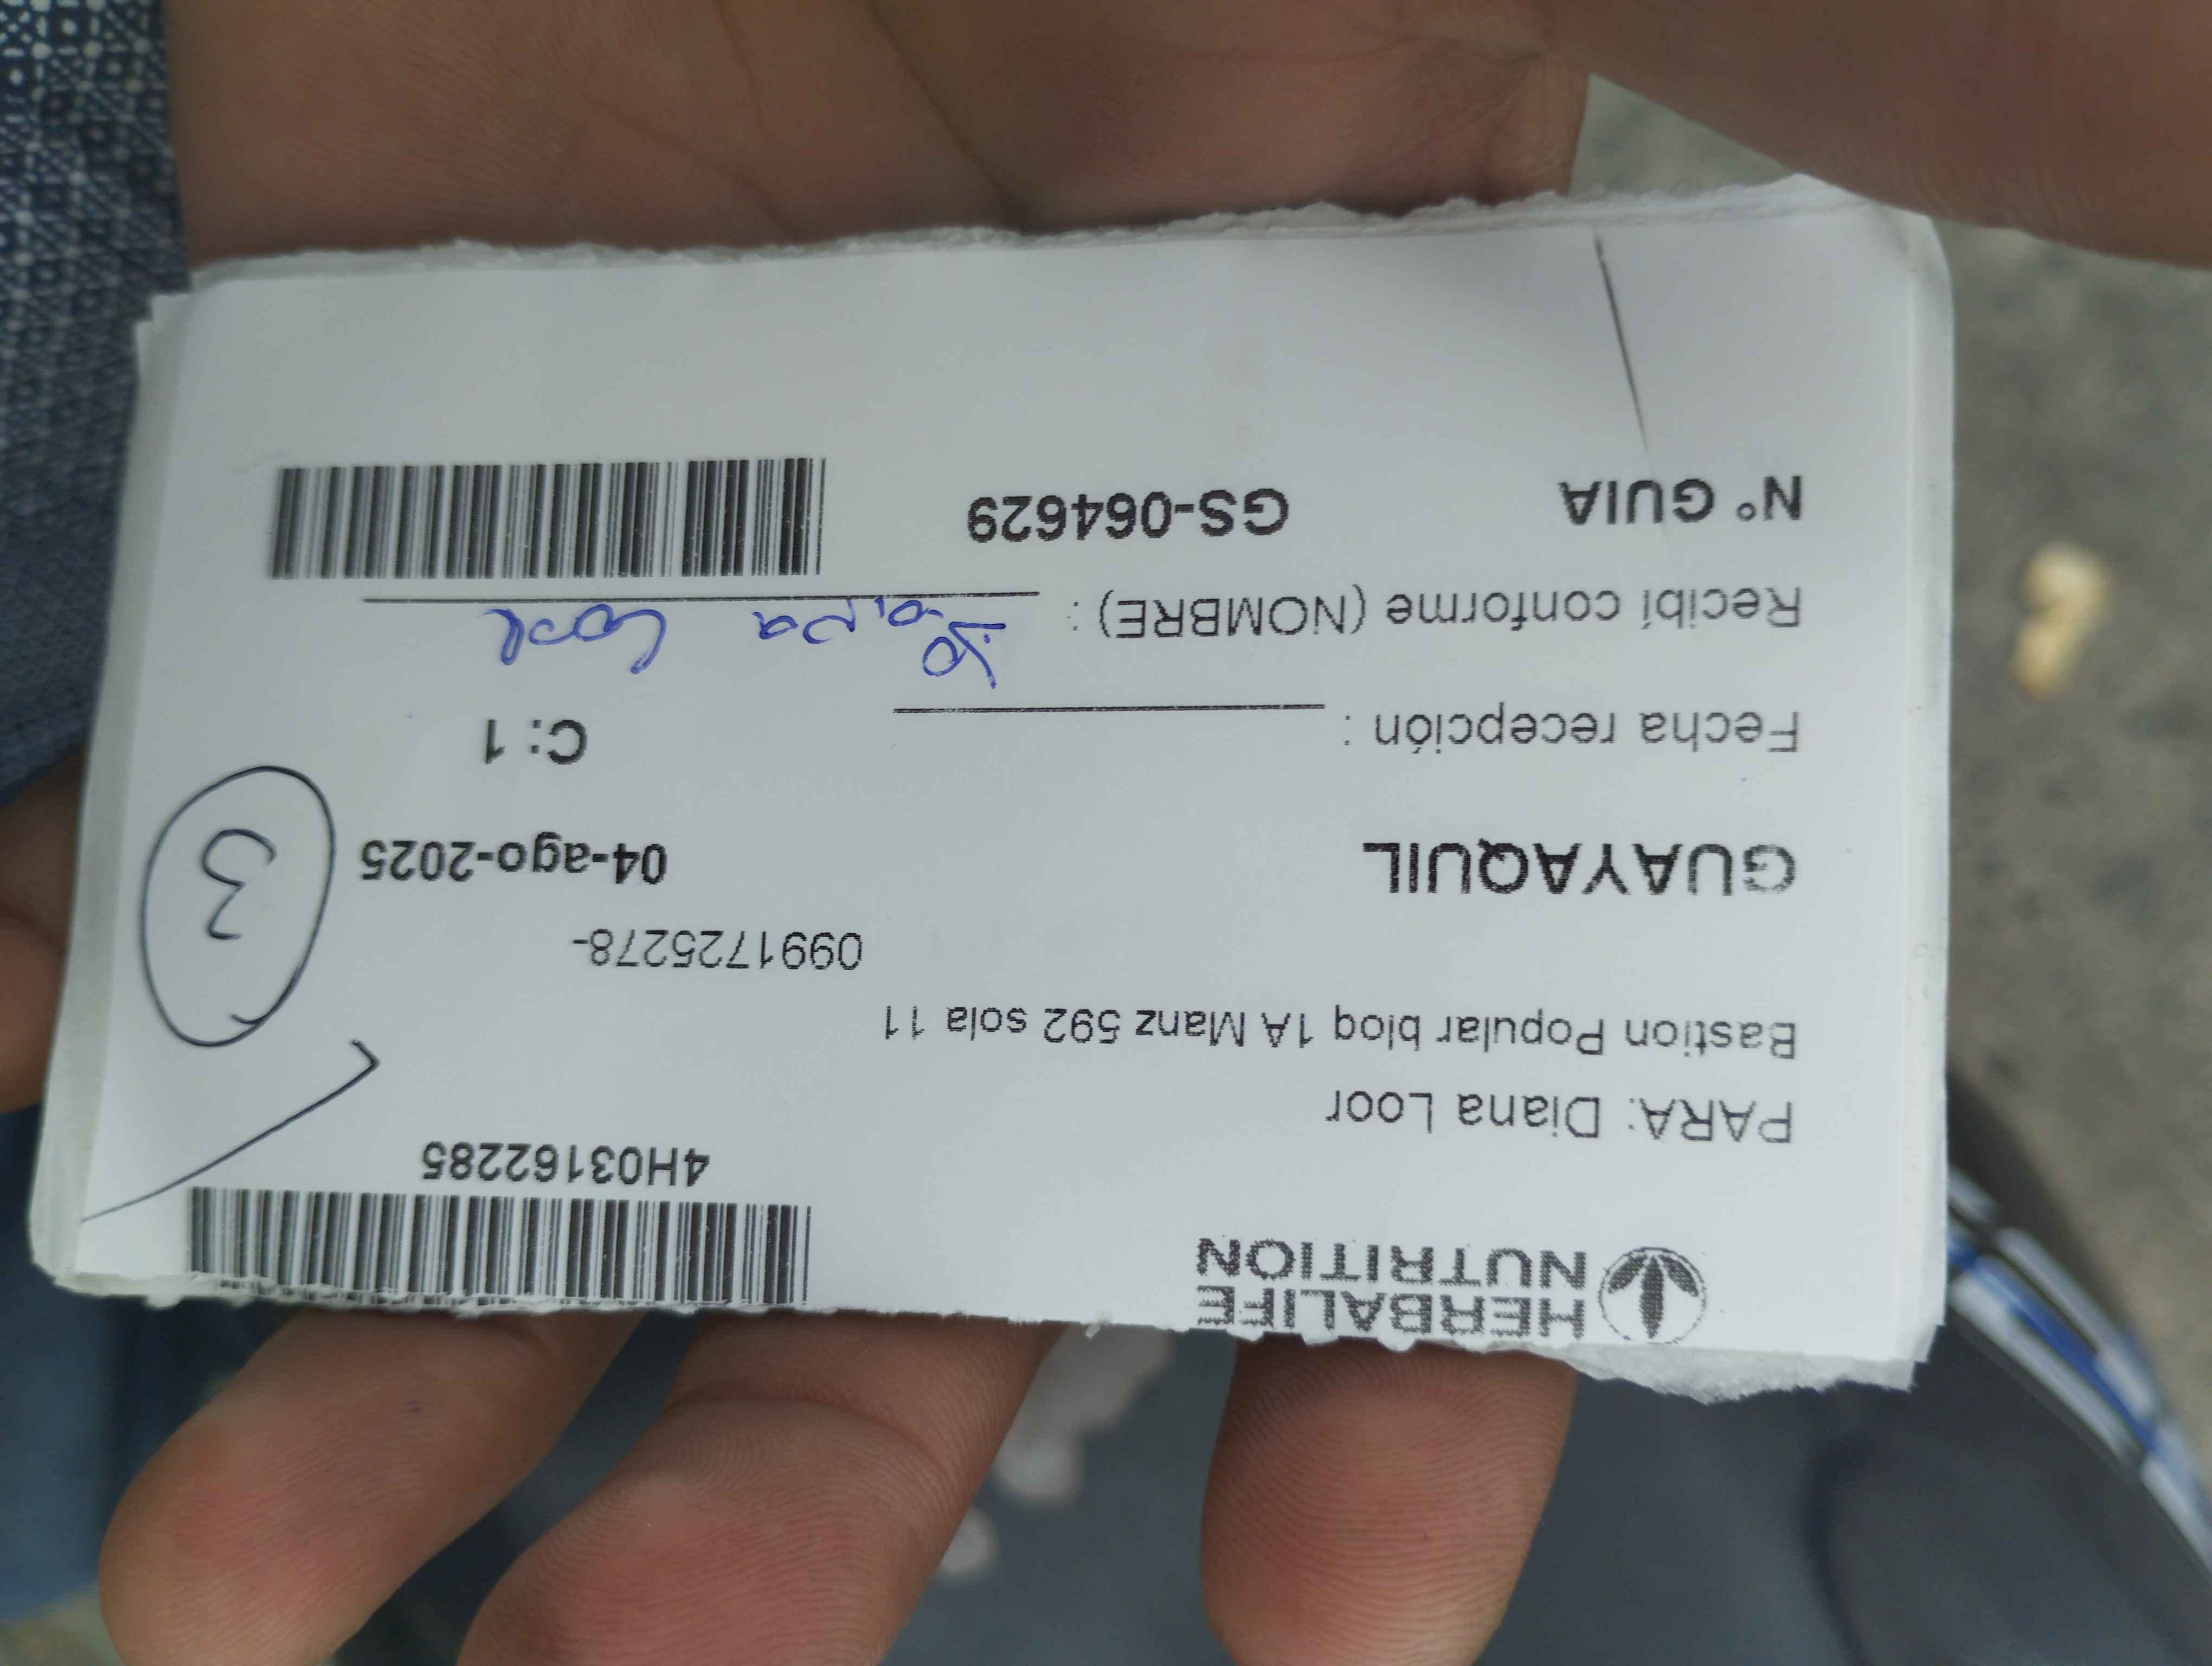 HERBALIFE
NUTRITION
4H03162285
PARA: Diana Loor
Bastion Popular bloq 1A Manz 592 sola 11
0991725278-
GUAYAQUIL 04-ago-2025
3
Fecha recepción : C: 1
Recibí conforme (NOMBRE) :
N° GUIA GS-064629